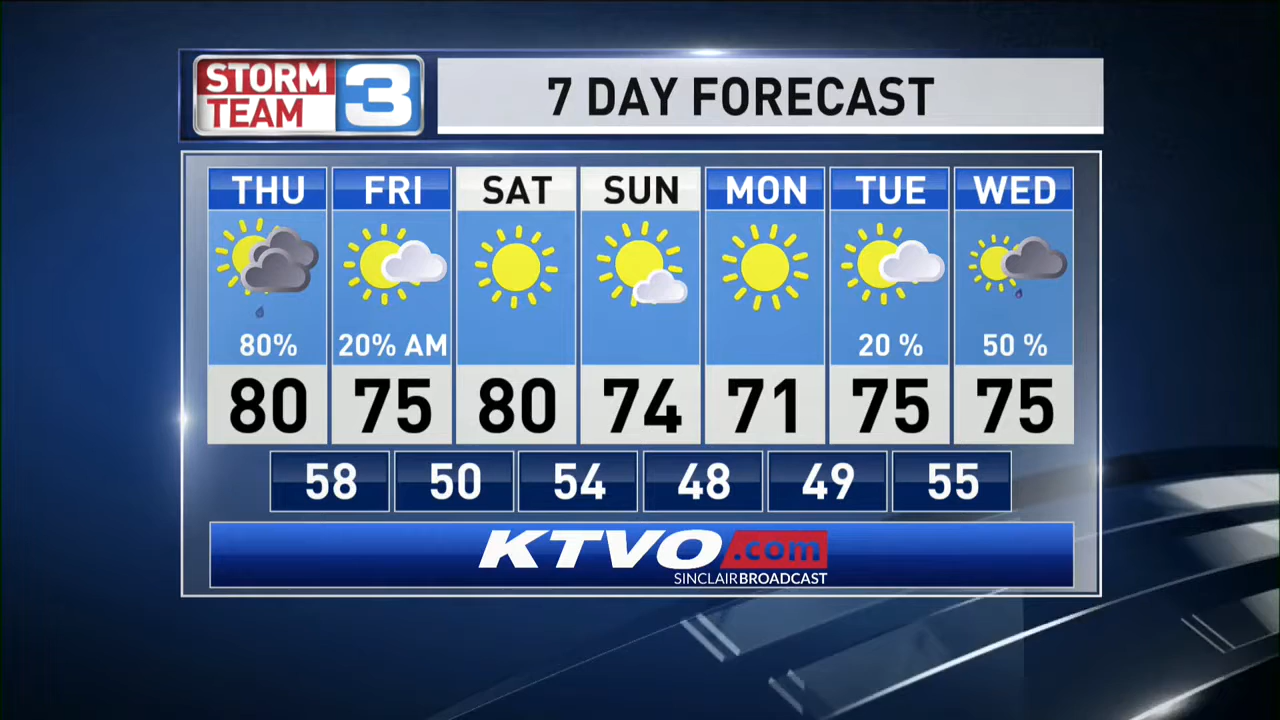 STORM TEAM 3
7 DAY FORECAST
THU FRI SAT SUN MON TUE WED
80% 20% AM 20 % 50 %
80 75 80 74 71 75 75
58 50 54 48 49 55
KTVO.com
SINCLAIRBROADCAST